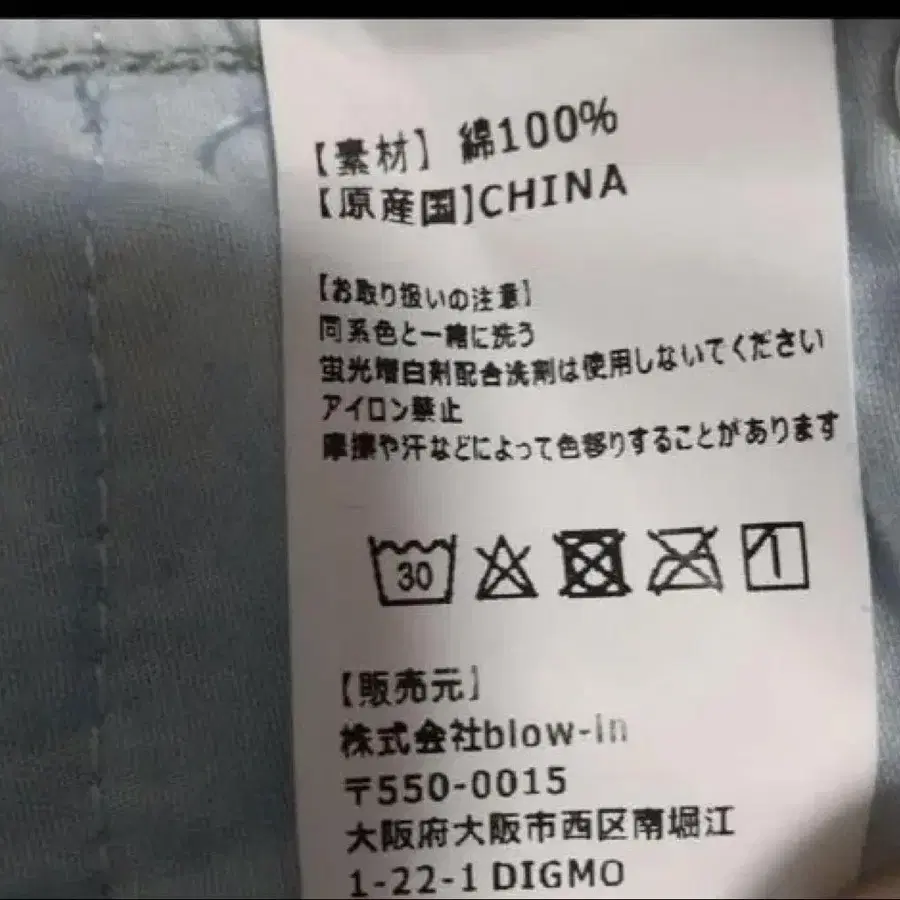 【素材】 綿100%
【原産国】CHINA
【お取り扱いの注意】
同系色と一緒に洗う
蛍光増白剤配合洗剤は使用しないでください
アイロン禁止
摩擦や汗などによって色移りすることがあります
30
【販売元】
株式会社blow-in
〒550-0015
大阪府大阪市西区南堀江
1-22-1 DIGMO